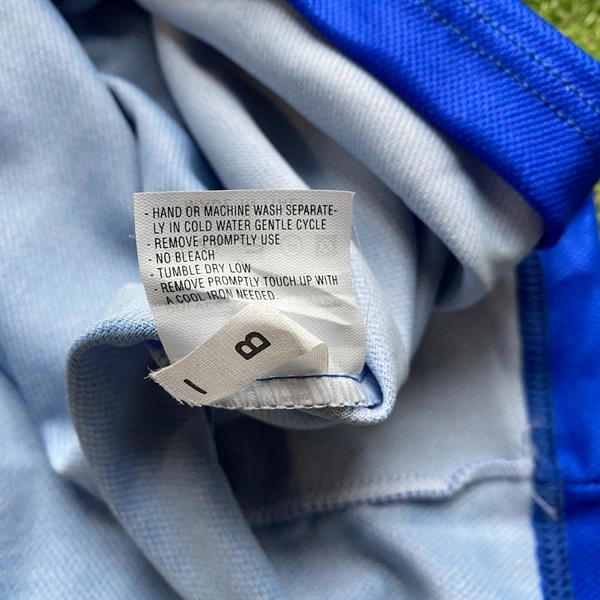 - HAND OR MACHINE WASH SEPARATE-
LY IN COLD WATER GENTLE CYCLE
- REMOVE PROMPTLY USE
- NO BLEACH
- TUMBLE DRY LOW
- REMOVE PROMPTLY TOUCH UP WITH
A COOL IRON NEEDED.
B